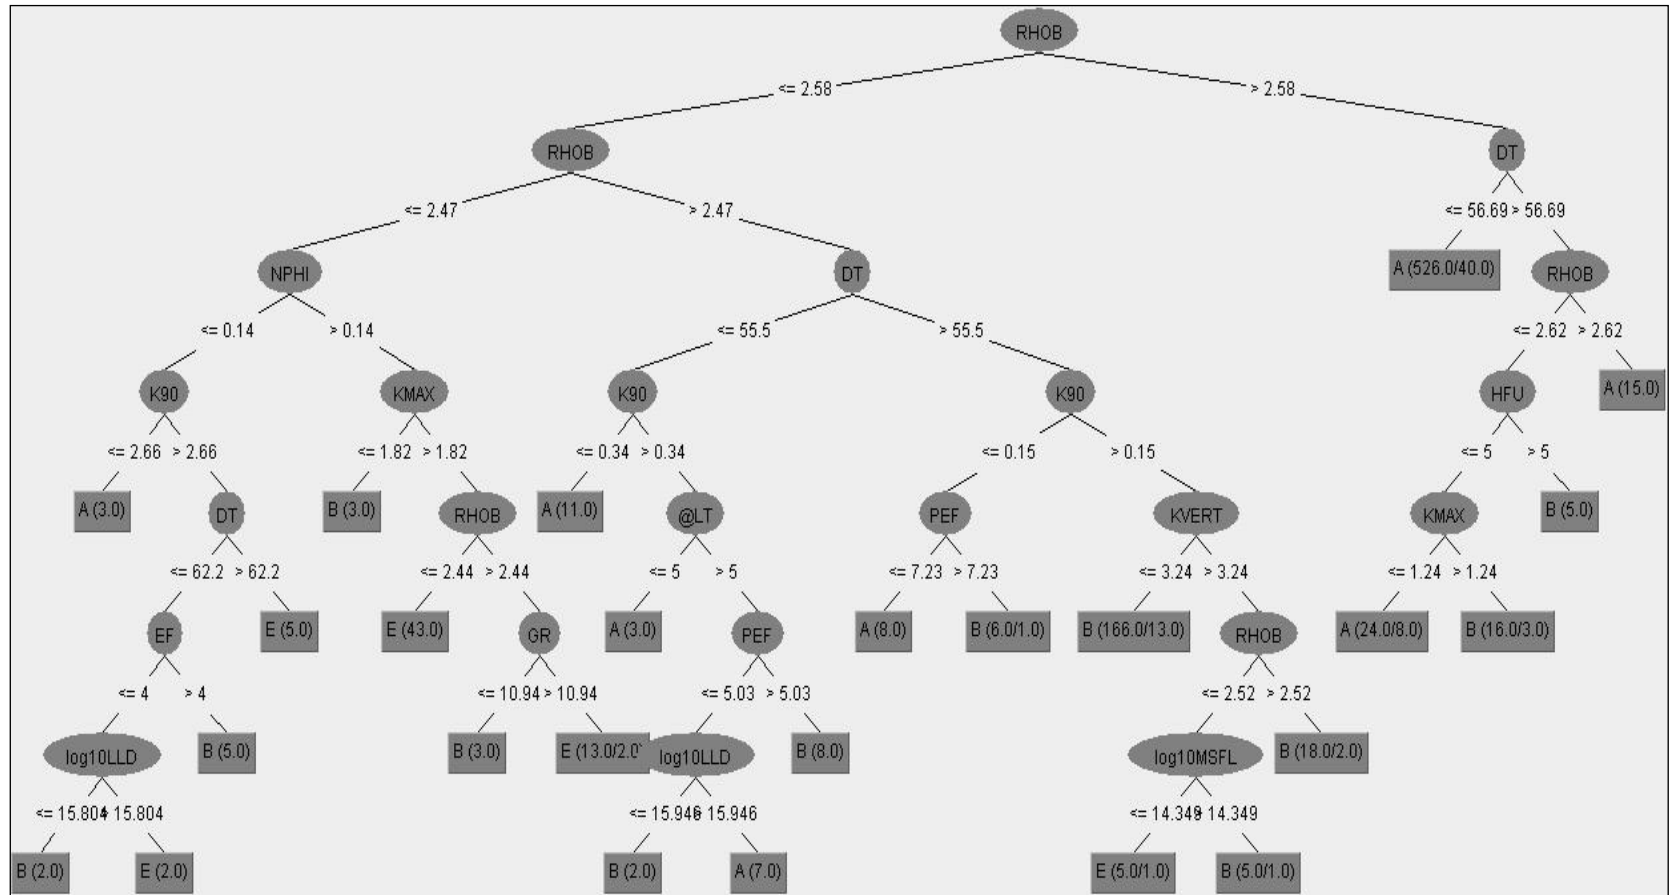 RHOB
<= 2.58 > 2.58
RHOB DT
<= 2.47 > 2.47 <= 56.69 > 56.69
NPHI DT A (526.0/40.0) RHOB
<= 0.14 > 0.14 <= 55.5 > 55.5 <= 2.62 > 2.62
K90 KMAX K90 K90 HFU A (15.0)
<= 2.66 > 2.66 <= 1.82 > 1.82 <= 0.34 > 0.34 <= 0.15 > 0.15 <= 5 > 5
A (3.0) DT B (3.0) RHOB A (11.0) @LT PEF KVERT KMAX B (5.0)
<= 62.2 > 62.2 <= 2.44 > 2.44 <= 5 > 5 <= 7.23 > 7.23 <= 3.24 > 3.24 <= 1.24 > 1.24
EF E (5.0) E (43.0) GR A (3.0) PEF A (8.0) B (6.0/1.0) B (166.0/13.0) RHOB A (24.0/8.0) B (16.0/3.0)
<= 4 > 4 <= 10.94 > 10.94 <= 5.03 > 5.03 <= 2.52 > 2.52
log10LLD B (5.0) B (3.0) E (13.0/2.0 log10LLD B (8.0) log10MSFL B (18.0/2.0)
<= 15.804 > 15.804 <= 15.946 > 15.946 <= 14.349 > 14.349
B (2.0) E (2.0) B (2.0) A (7.0) E (5.0/1.0) B (5.0/1.0)